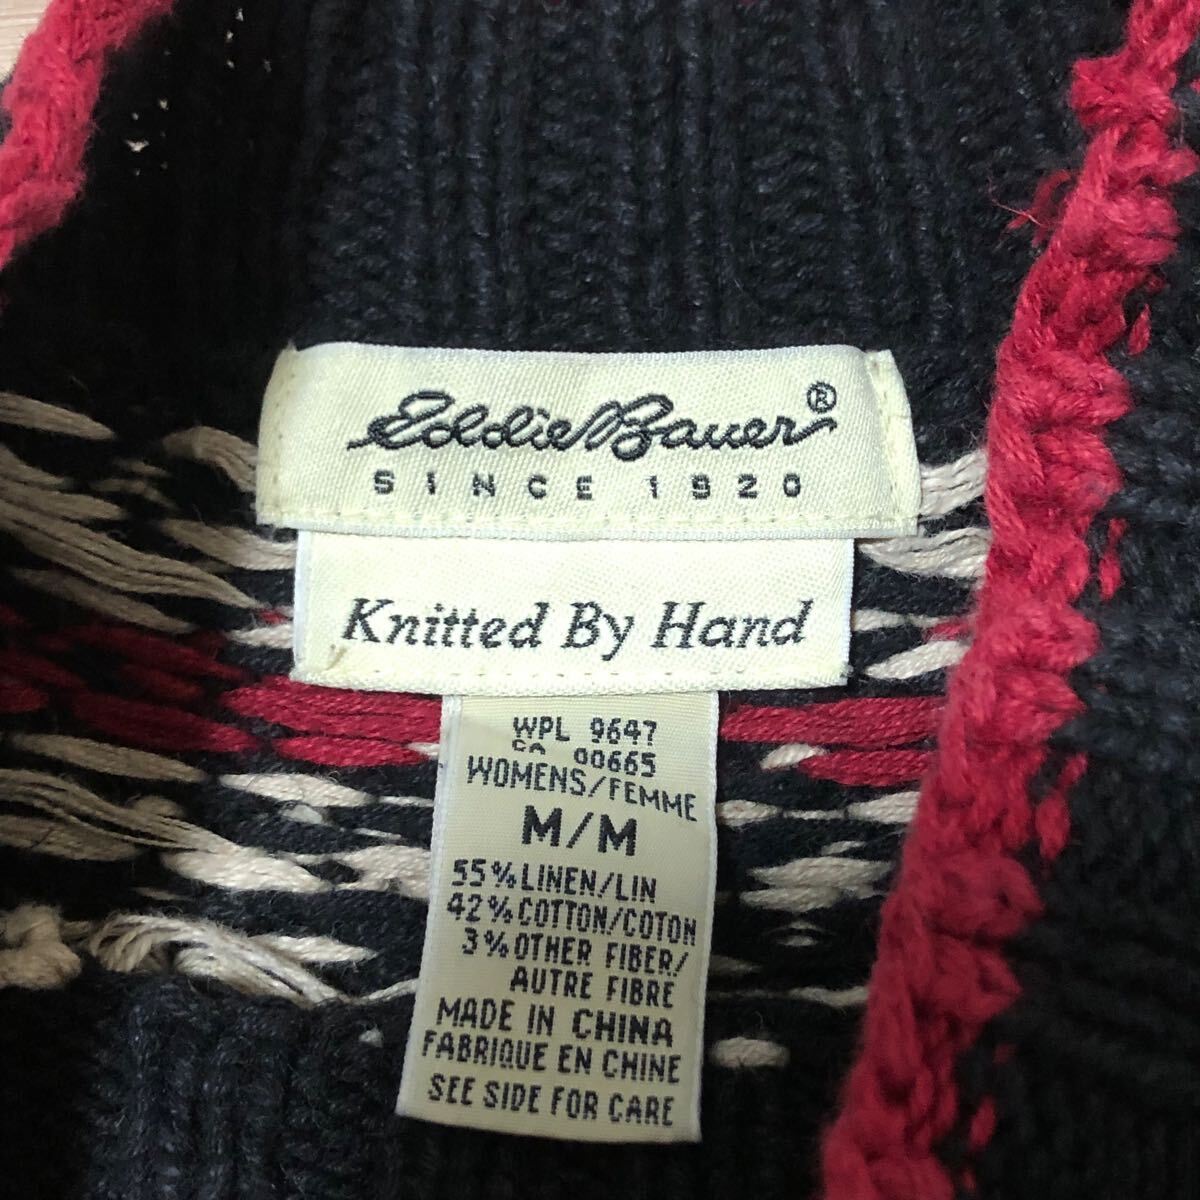 Eddie Bauer®
SINCE 1920
Knitted By Hand
WPL 9647
CA 00665
WOMENS/FEMME
M/M
55% LINEN/LIN
42% COTTON/COTON
3% OTHER FIBER/
AUTRE FIBRE
MADE IN CHINA
FABRIQUE EN CHINE
SEE SIDE FOR CARE